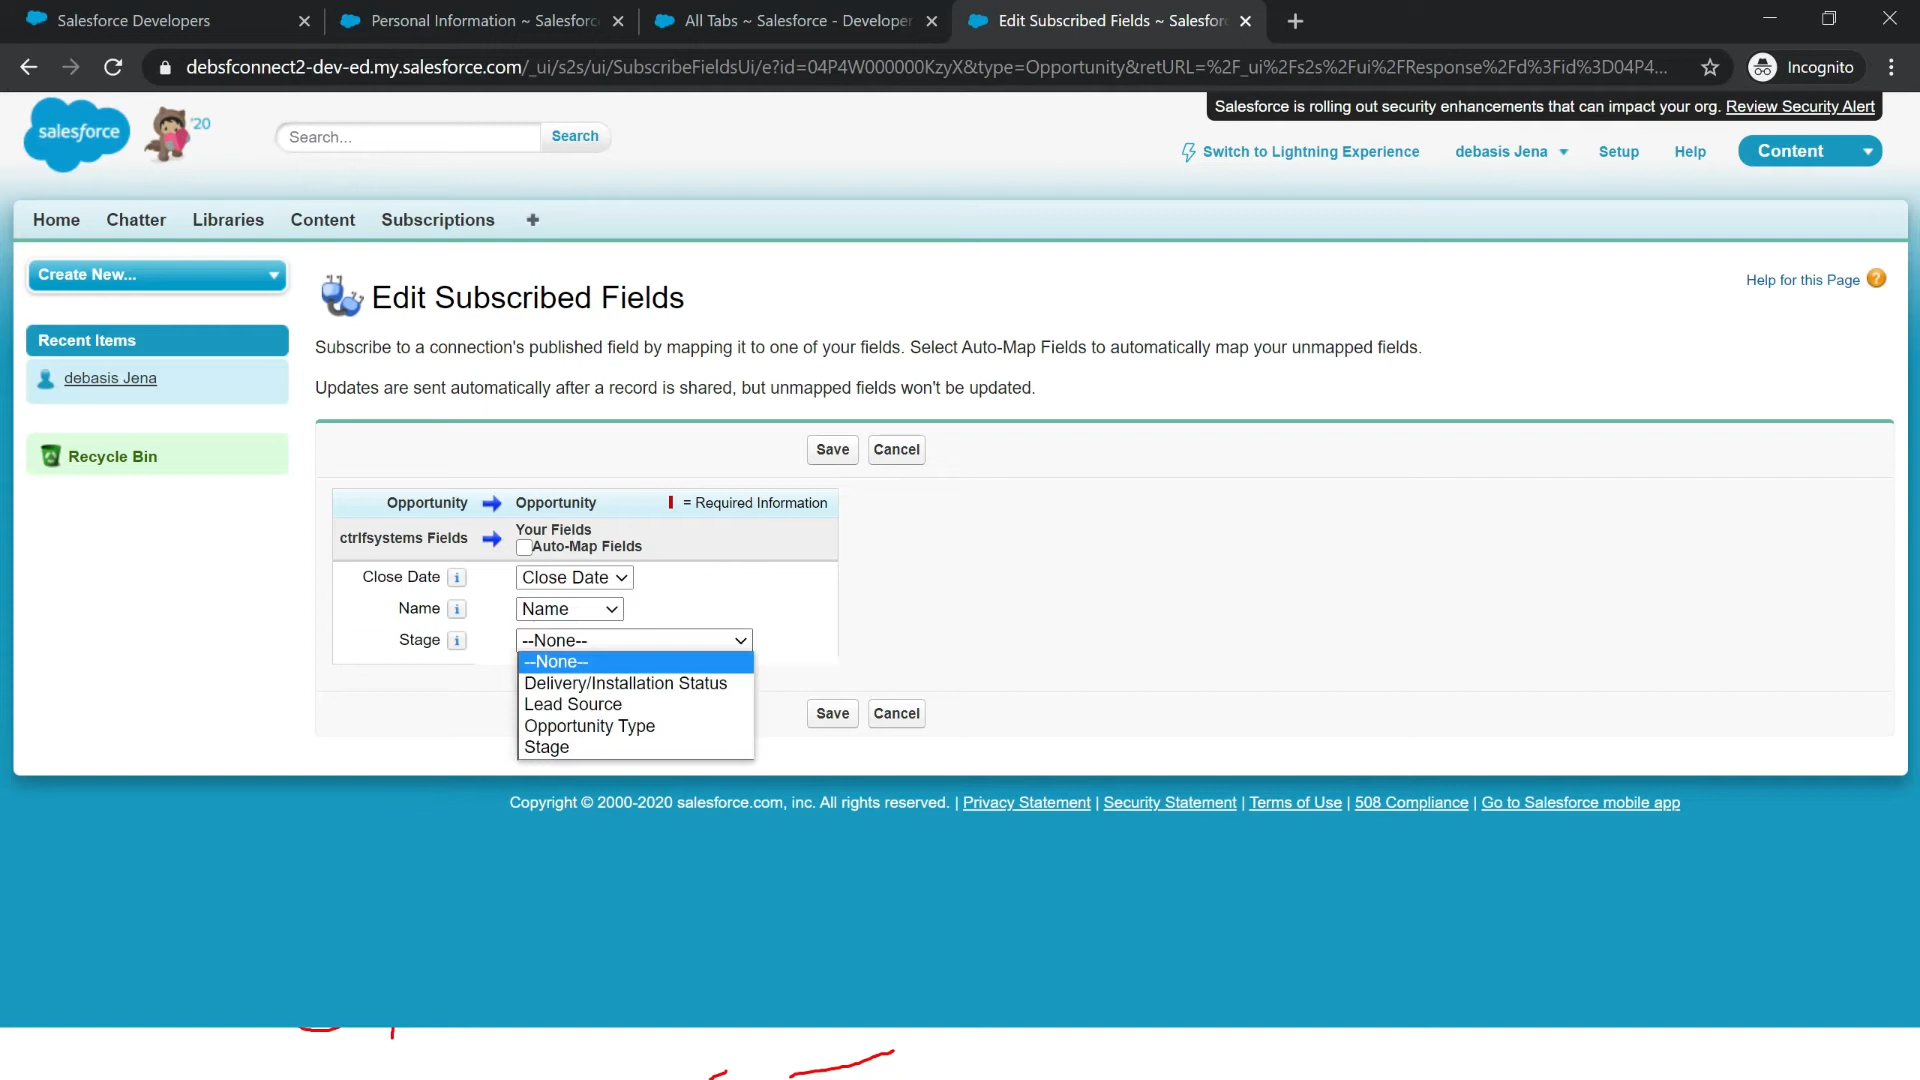 Salesforce Developers
Personal Information ~ Salesforc
All Tabs ~ Salesforce - Developer
Edit Subscribed Fields ~ Salesfor
debsfconnect2-dev-ed.my.salesforce.com/_ui/s2s/ui/SubscribeFieldsUi/e?id=04P4W000000KzyX&type=Opportunity&retURL=%2F_ui%2Fs2s%2Fui%2FResponse%2Fd%3Fid%3D04P4...
Incognito
Salesforce is rolling out security enhancements that can impact your org. Review Security Alert
salesforce
'20
Search...
Search
Switch to Lightning Experience
debasis Jena
Setup
Help
Content
Home
Chatter
Libraries
Content
Subscriptions
+
Create New...
Recent Items
debasis Jena
Recycle Bin
Edit Subscribed Fields
Help for this Page ?
Subscribe to a connection's published field by mapping it to one of your fields. Select Auto-Map Fields to automatically map your unmapped fields.
Updates are sent automatically after a record is shared, but unmapped fields won't be updated.
Save
Cancel
Opportunity
Opportunity
= Required Information
ctrlfsystems Fields
Your Fields
Auto-Map Fields
Close Date i
Close Date
Name i
Name
Stage i
--None--
--None--
Delivery/Installation Status
Lead Source
Opportunity Type
Stage
Save
Cancel
Copyright © 2000-2020 salesforce.com, inc. All rights reserved. | Privacy Statement | Security Statement | Terms of Use | 508 Compliance | Go to Salesforce mobile app